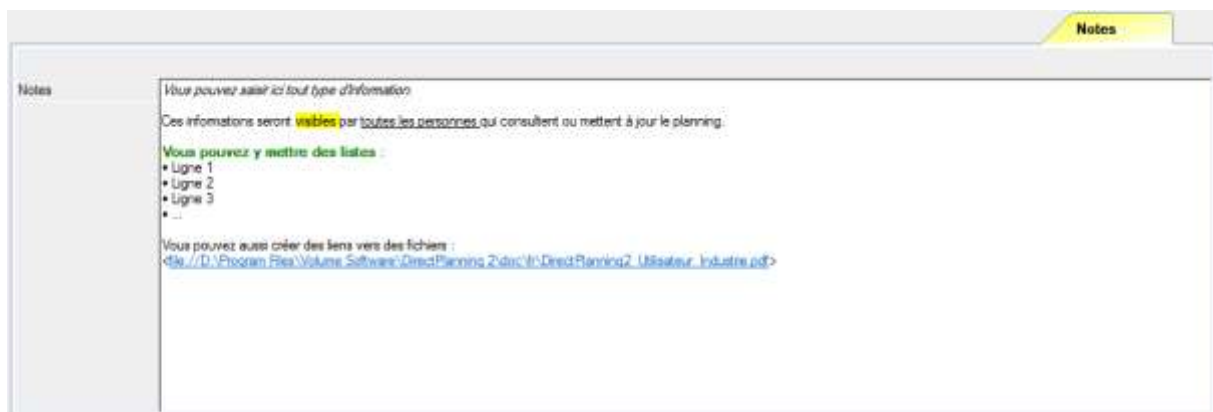 Notes
Notes
Vous pouvez saisir ici tout type d'information
Ces informations seront visibles par toutes les personnes qui consultent ou mettent à jour le planning.
Vous pouvez y mettre des listes :
• Ligne 1
• Ligne 2
• Ligne 3
• ...
Vous pouvez aussi créer des liens vers des fichiers :
<file://D:\Program Files\Volume Software\DirectPlanning 2\doc\fr\DirectPlanning2_Utilisateur_Industrie.pdf>